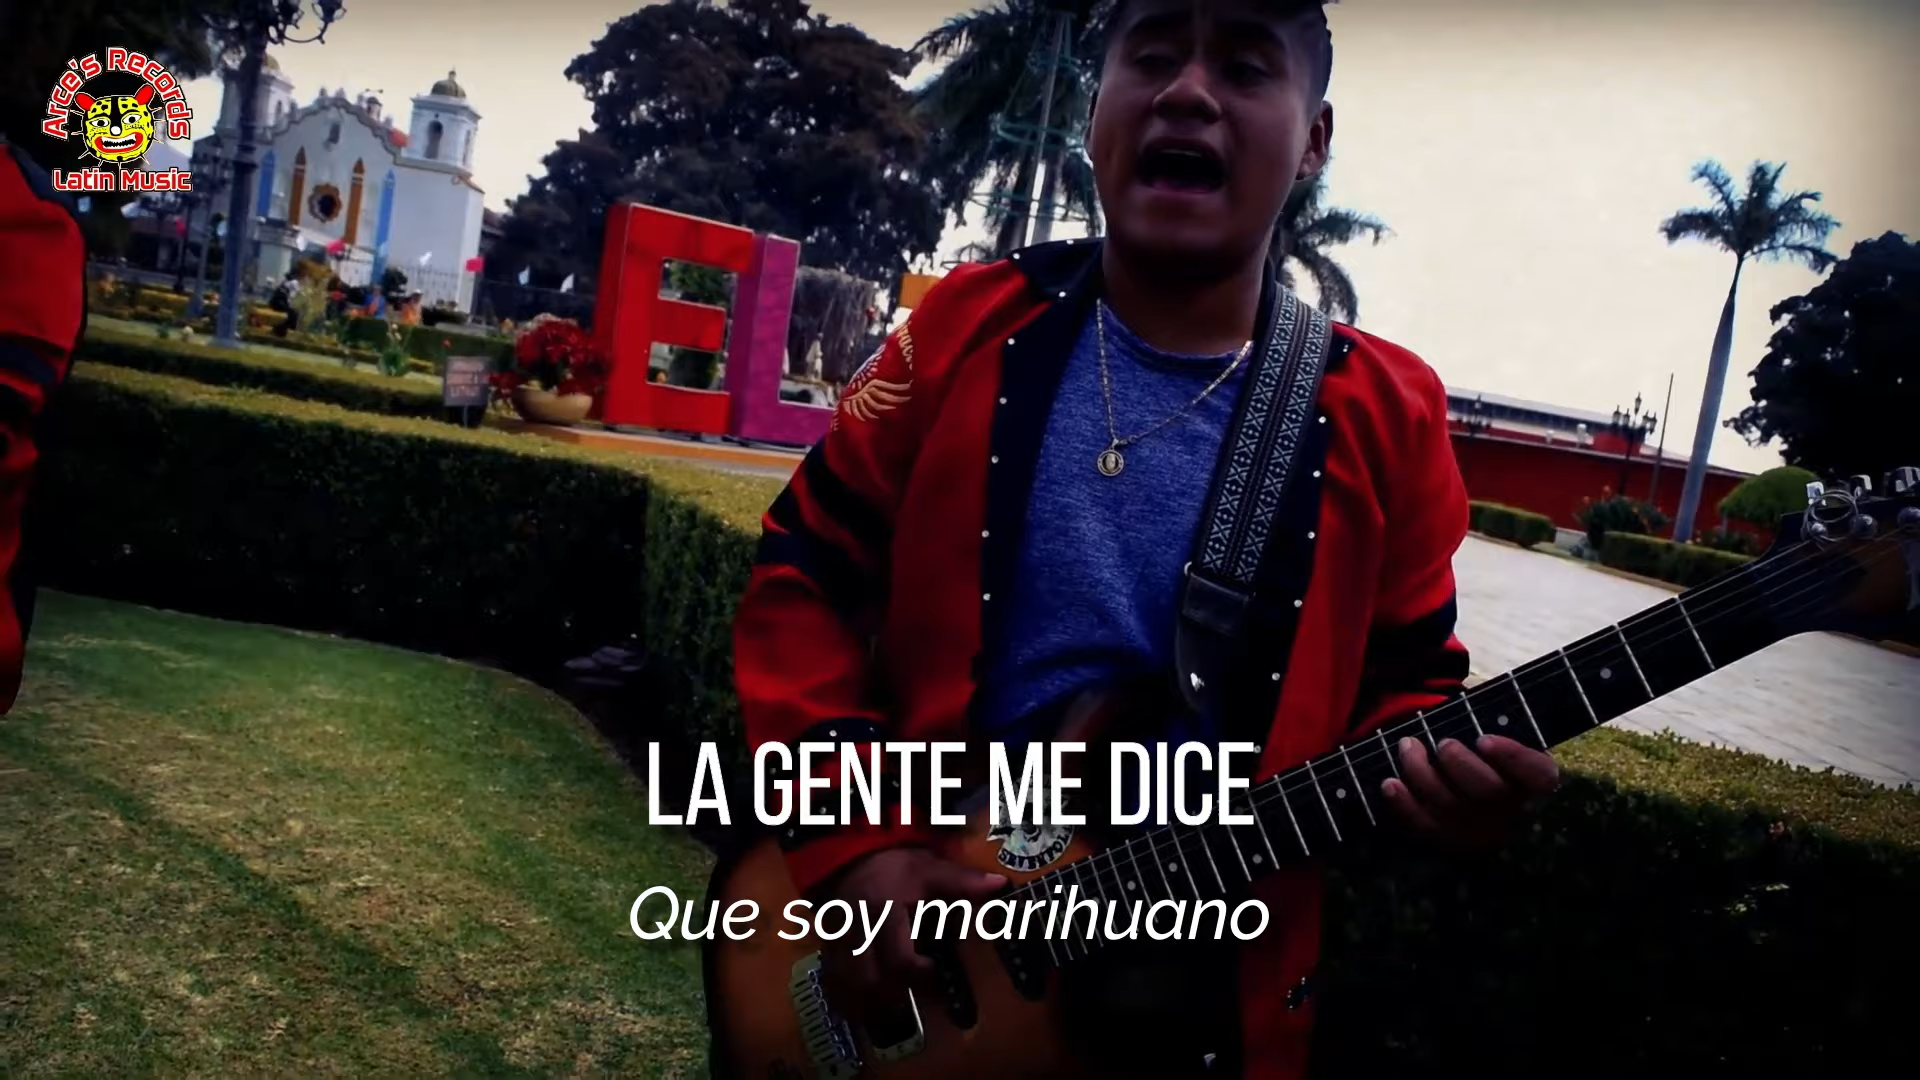 Arce's Records
Latin Music
EL
LA GENTE ME DICE
Que soy marihuano